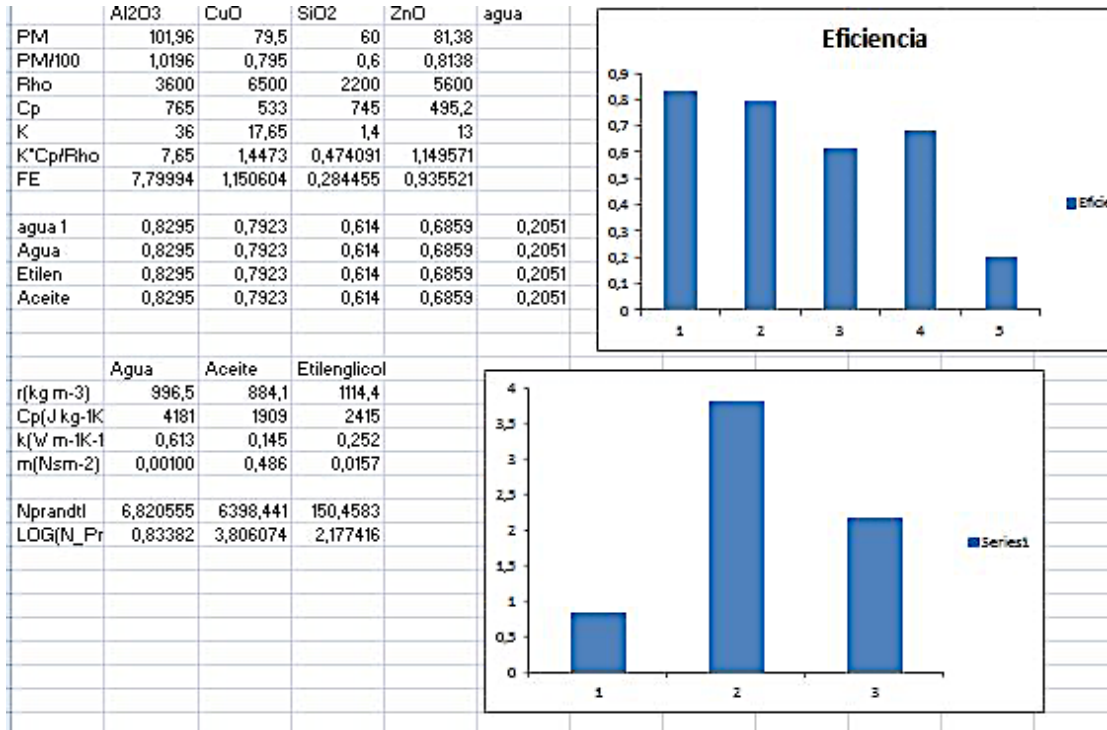 Al2O3 CuO SiO2 ZnO agua
PM 101,96 79,5 60 81,38
PM/100 1,0196 0,795 0,6 0,8138
Rho 3600 6500 2200 5600
Cp 765 533 745 495,2
K 36 17,65 1,4 13
K*Cp/Rho 7,65 1,4473 0,474091 1,149571
FE 7,79994 1,150604 0,284455 0,935521
agua 1 0,8295 0,7923 0,614 0,6859 0,2051
Agua 0,8295 0,7923 0,614 0,6859 0,2051
Etilen 0,8295 0,7923 0,614 0,6859 0,2051
Aceite 0,8295 0,7923 0,614 0,6859 0,2051
Eficiencia
0,9
0,8
0,7
0,6
0,5
0,4
0,3
0,2
0,1
0
1 2 3 4 5
Eficie
Agua Aceite Etilenglicol
r(kg m-3) 996,5 884,1 1114,4
Cp(J kg-1K 4181 1909 2415
k(W m-1K-1 0,613 0,145 0,252
m(Nsm-2) 0,00100 0,486 0,0157
Nprandtl 6,820555 6398,441 150,4583
LOG(N_Pr 0,83382 3,806074 2,177416
4
3,5
3
2,5
2
1,5
1
0,5
0
1 2 3
Series1